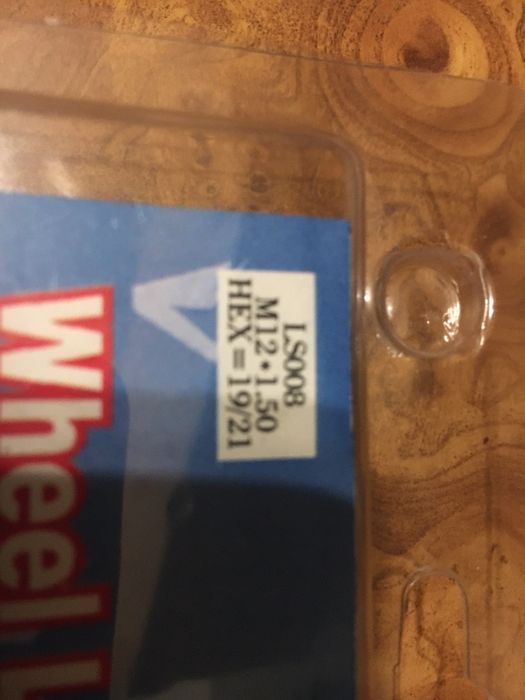 LS008
M12•1.50
HEX = 19/21
Wheel L